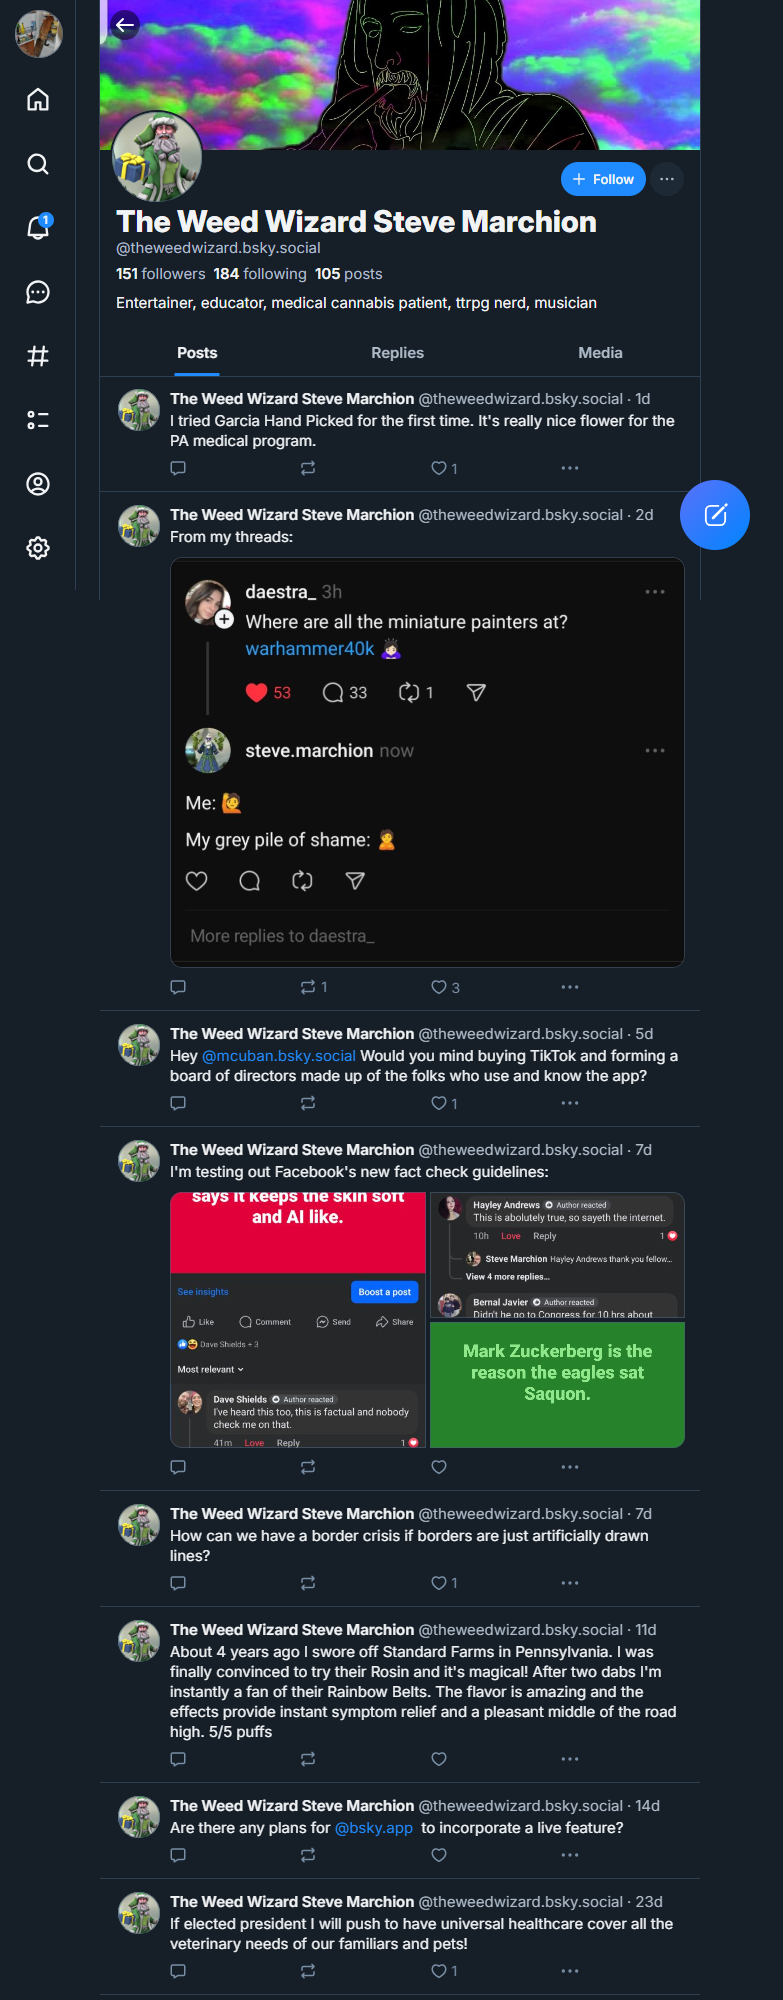 1
+ Follow
The Weed Wizard Steve Marchion
@theweedwizard.bsky.social
151 followers 184 following 105 posts
Entertainer, educator, medical cannabis patient, ttrpg nerd, musician
Posts Replies Media
The Weed Wizard Steve Marchion @theweedwizard.bsky.social · 1d
I tried Garcia Hand Picked for the first time. It's really nice flower for the
PA medical program.
1
The Weed Wizard Steve Marchion @theweedwizard.bsky.social · 2d
From my threads:
daestra_ 3h
Where are all the miniature painters at?
warhammer40k 🤷🏻‍♀️
53 33 1
steve.marchion now
Me: 🙋
My grey pile of shame: 🙎
More replies to daestra_
1 3
The Weed Wizard Steve Marchion @theweedwizard.bsky.social · 5d
Hey @mcuban.bsky.social Would you mind buying TikTok and forming a
board of directors made up of the folks who use and know the app?
1
The Weed Wizard Steve Marchion @theweedwizard.bsky.social · 7d
I'm testing out Facebook's new fact check guidelines:
says it keeps the skin soft
and AI like.
See insights Boost a post
Like Comment Send Share
Dave Shields + 3
Most relevant
Dave Shields Author reacted
I've heard this too, this is factual and nobody
check me on that.
41m Love Reply 1
Hayley Andrews Author reacted
This is abolutely true, so sayeth the internet.
10h Love Reply 1
Steve Marchion Hayley Andrews thank you fellow...
View 4 more replies...
Bernal Javier Author reacted
Didn't he go to Congress for 10 hrs about
Mark Zuckerberg is the
reason the eagles sat
Saquon.
The Weed Wizard Steve Marchion @theweedwizard.bsky.social · 7d
How can we have a border crisis if borders are just artificially drawn
lines?
1
The Weed Wizard Steve Marchion @theweedwizard.bsky.social · 11d
About 4 years ago I swore off Standard Farms in Pennsylvania. I was
finally convinced to try their Rosin and it's magical! After two dabs I'm
instantly a fan of their Rainbow Belts. The flavor is amazing and the
effects provide instant symptom relief and a pleasant middle of the road
high. 5/5 puffs
The Weed Wizard Steve Marchion @theweedwizard.bsky.social · 14d
Are there any plans for @bsky.app to incorporate a live feature?
The Weed Wizard Steve Marchion @theweedwizard.bsky.social · 23d
If elected president I will push to have universal healthcare cover all the
veterinary needs of our familiars and pets!
1